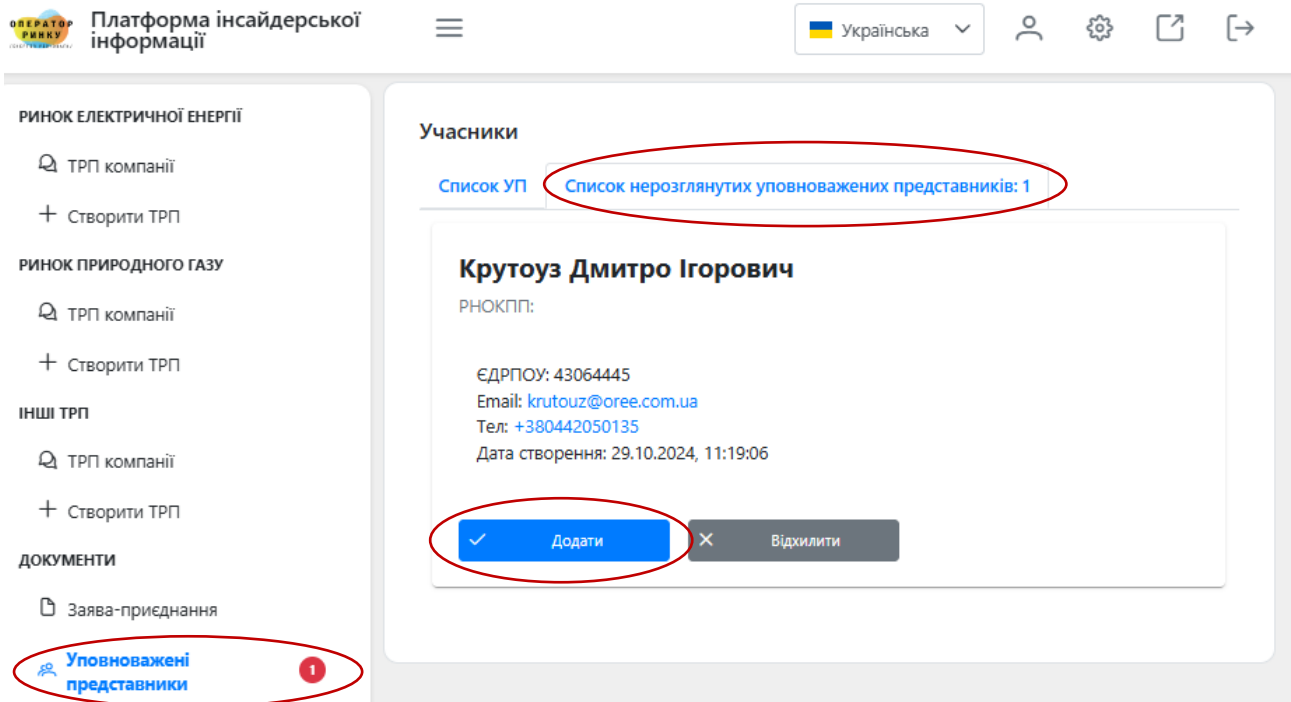 ОПЕРАТОР
РИНКУ
Платформа інсайдерської
інформації
Українська
РИНОК ЕЛЕКТРИЧНОЇ ЕНЕРГІЇ
ТРП компанії
Створити ТРП
РИНОК ПРИРОДНОГО ГАЗУ
ТРП компанії
Створити ТРП
ІНШІ ТРП
ТРП компанії
Створити ТРП
ДОКУМЕНТИ
Заява-приєднання
Уповноважені
представники
1
Учасники
Список УП
Список нерозглянутих уповноважених представників: 1
Крутоуз Дмитро Ігорович
РНОКПП:
ЄДРПОУ: 43064445
Email: krutouz@oree.com.ua
Тел: +380442050135
Дата створення: 29.10.2024, 11:19:06
Додати
Відхилити